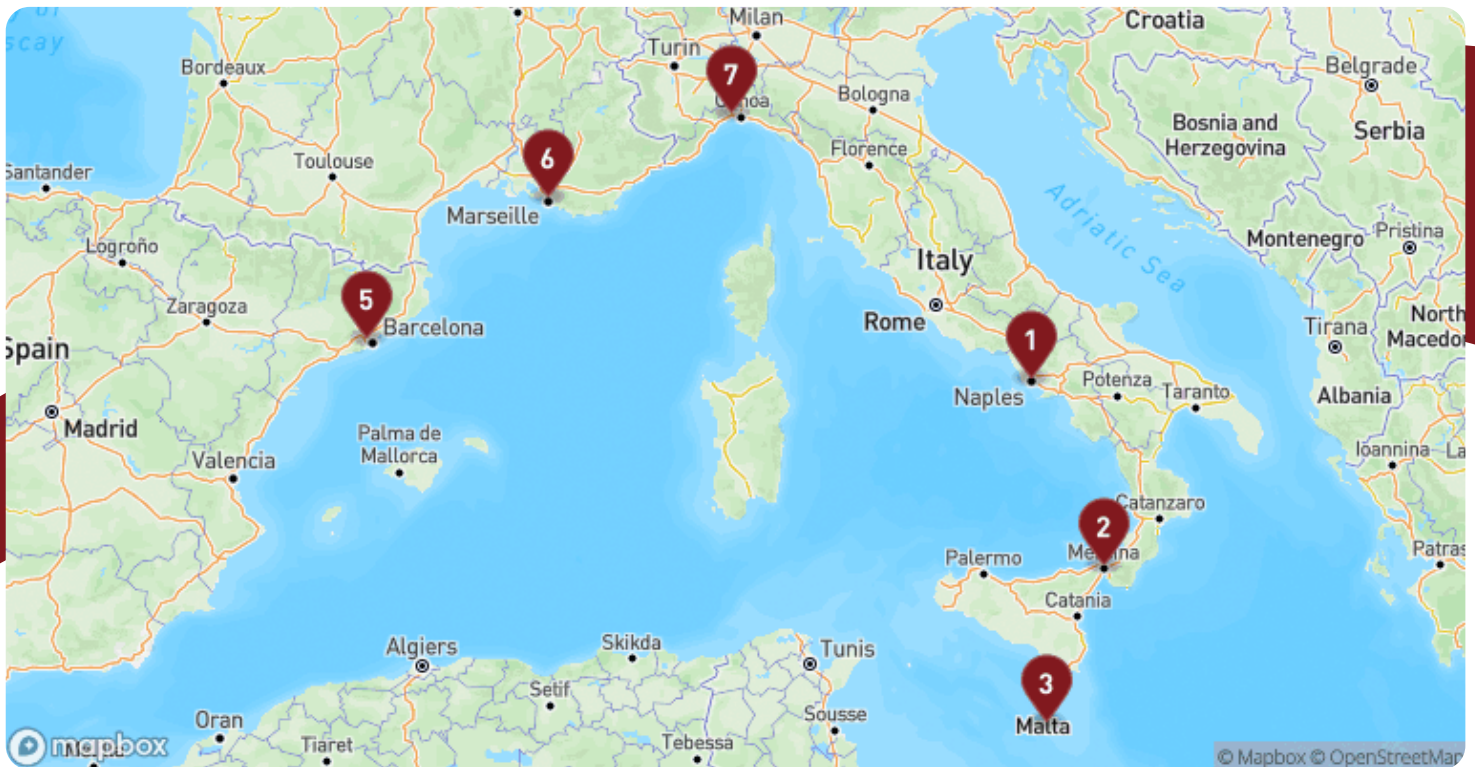 y of
scay
Milan
Croatia
Turin
Bordeaux
7
Belgrade
Bologna
Bosnia and
Herzegovina
Serbia
Florence
6
Toulouse
Santander
Marseille
Adriatic Sea
Montenegro
Pristina
Logroño
Italy
5
Zaragoza
Barcelona
Rome
1
Tirana
North
Macedo
Spain
Naples
Potenza
Taranto
Albania
Madrid
Palma de
Mallorca
Valencia
Ioannina
La
Catanzaro
2
Palermo
Patras
Catania
Algiers
Skikda
Tunis
3
Setif
Malta
Sousse
Oran
mapbox
Tiaret
Tebessa
© Mapbox © OpenStreetMap